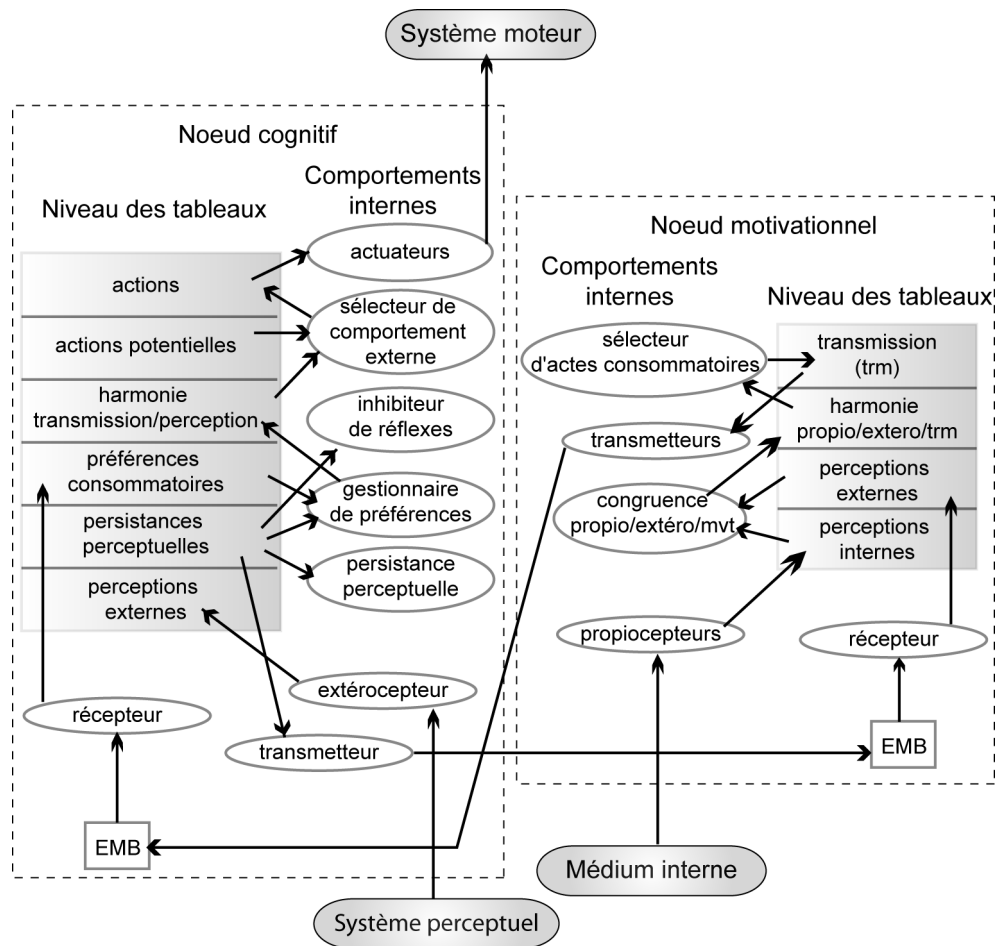 Système moteur
Noeud cognitif
Niveau des tableaux
Comportements
internes
actions
actions potentielles
harmonie
transmission/perception
préférences
consommatoires
persistances
perceptuelles
perceptions
externes
actuateurs
sélecteur de
comportement
externe
inhibiteur
de réflexes
gestionnaire
de préférences
persistance
perceptuelle
extérocepteur
récepteur
transmetteur
EMB
Noeud motivationnel
Comportements
internes
Niveau des tableaux
sélecteur
d'actes consommatoires
transmetteurs
congruence
propio/extéro/mvt
propiocepteurs
transmission
(trm)
harmonie
propio/extero/trm
perceptions
externes
perceptions
internes
récepteur
EMB
Médium interne
Système perceptuel